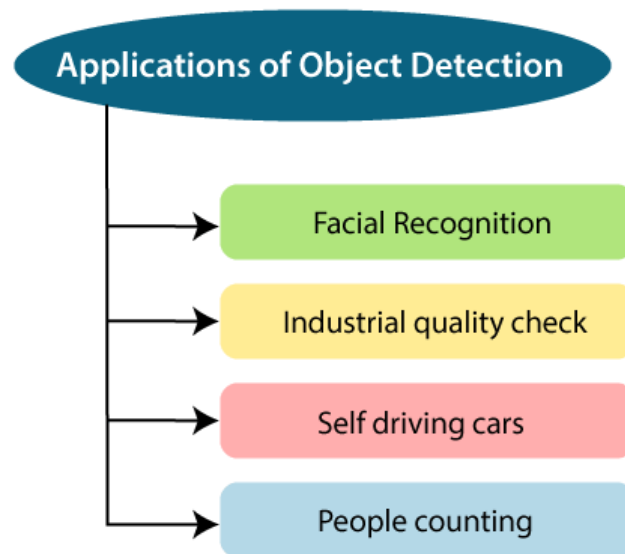 Applications of Object Detection
Facial Recognition
Industrial quality check
Self driving cars
People counting